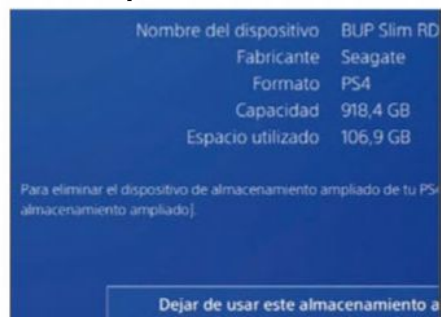 Nombre del dispositivo BUP Slim RD
Fabricante Seagate
Formato PS4
Capacidad 918,4 GB
Espacio utilizado 106,9 GB
Para eliminar el dispositivo de almacenamiento ampliado de tu PS4
almacenamiento ampliado].
Dejar de usar este almacenamiento a